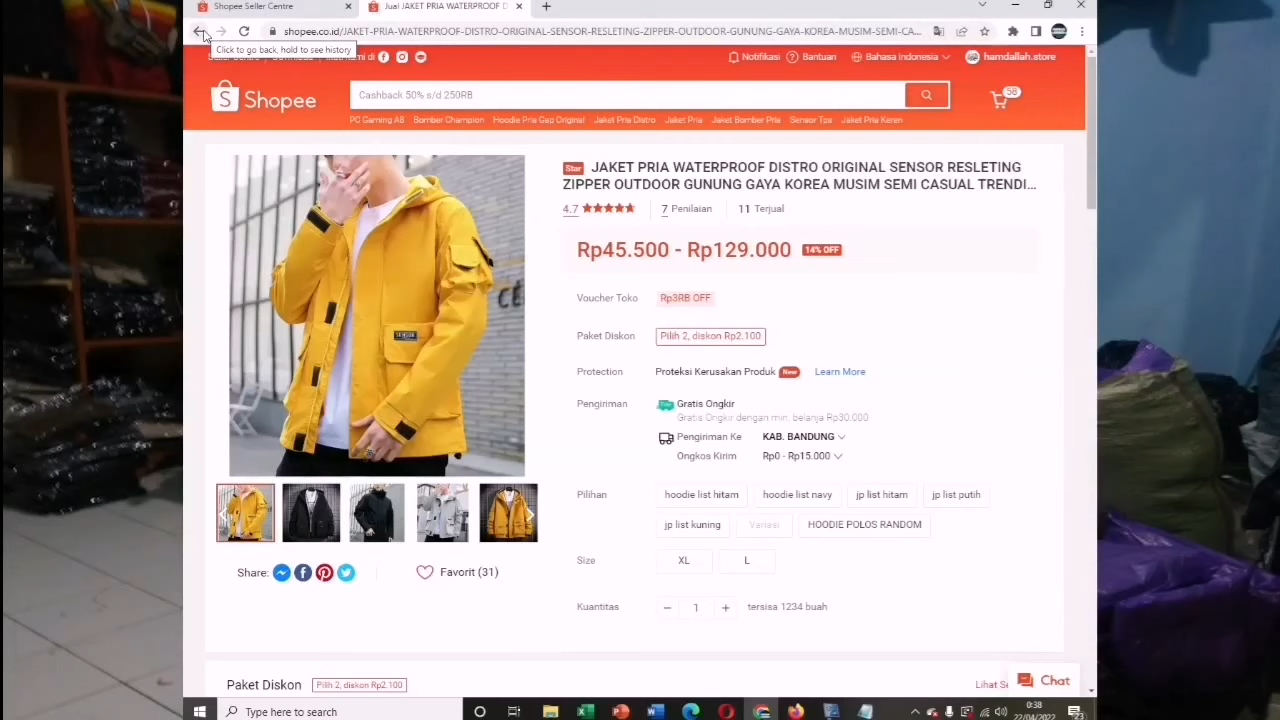 Shopee Seller Centre
Jual JAKET PRIA WATERPROOF D
shopee.co.id/JAKET-PRIA-WATERPROOF-DISTRO-ORIGINAL-SENSOR-RESLETING-ZIPPER-OUTDOOR-GUNUNG-GAYA-KOREA-MUSIM-SEMI-CA...
Click to go back, hold to see history
di
Notifikasi
Bantuan
Bahasa Indonesia
hamdallah.store
Shopee
Cashback 50% s/d 250RB
58
PC Gaming A8 Bomber Champion Hoodie Pria Gap Original Jaket Pria Distro Jaket Pria Jaket Bomber Pria Sensor Tpa Jaket Pria Keren
Star JAKET PRIA WATERPROOF DISTRO ORIGINAL SENSOR RESLETING
ZIPPER OUTDOOR GUNUNG GAYA KOREA MUSIM SEMI CASUAL TRENDI...
4.7 7 Penilaian 11 Terjual
Rp45.500 - Rp129.000 14% OFF
Voucher Toko Rp3RB OFF
Paket Diskon Pilih 2, diskon Rp2.100
Protection Proteksi Kerusakan Produk New Learn More
Pengiriman Gratis Ongkir
Gratis Ongkir dengan min. belanja Rp30.000
Pengiriman Ke KAB. BANDUNG
Ongkos Kirim Rp0 - Rp15.000
Pilihan hoodie list hitam hoodie list navy jp list hitam jp list putih
jp list kuning Variasi HOODIE POLOS RANDOM
Size XL L
Kuantitas − 1 + tersisa 1234 buah
SENSOR
CÉ
Share:
Favorit (31)
Paket Diskon Pilih 2, diskon Rp2.100
Chat
Type here to search
0:38
22/04/2022
23